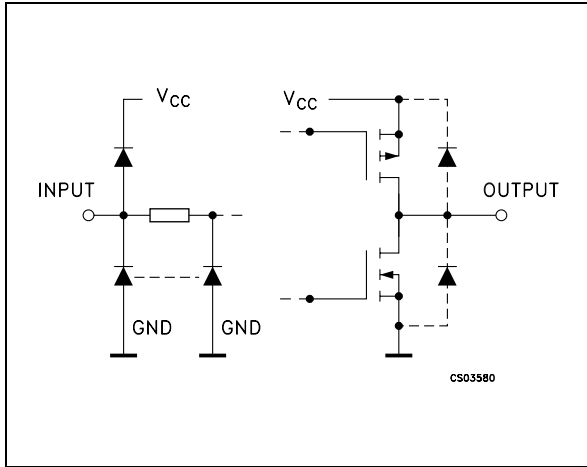 VCC
VCC
INPUT
OUTPUT
GND
GND
CS03580